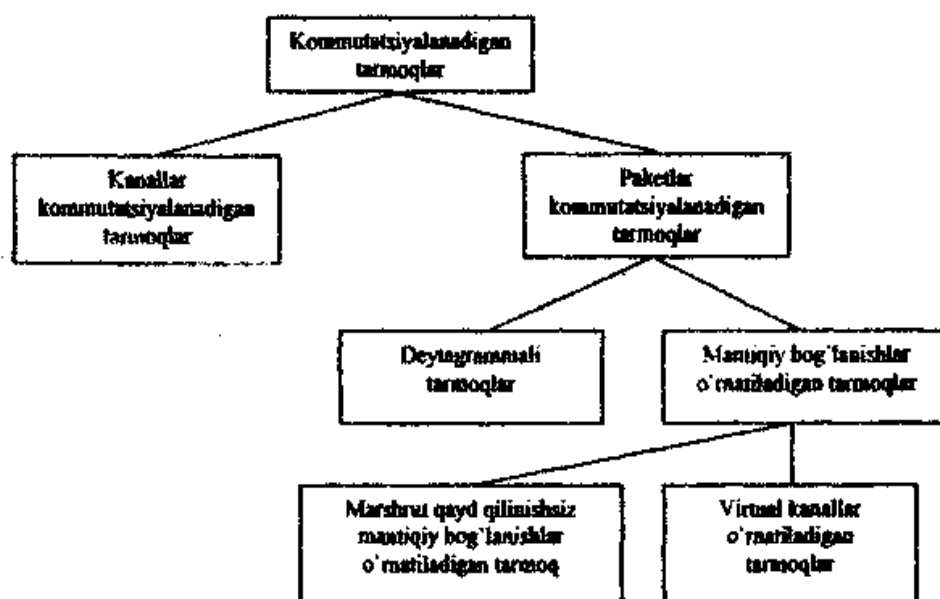 Kommutatsiyalanadigan
tarmoqlar
Kanallar
kommutatsiyalanadigan
tarmoqlar
Paketlar
kommutatsiyalanadigan
tarmoqlar
Deytagrammali
tarmoqlar
Mantiqiy bog`lanishlar
o`rnatiladigan tarmoqlar
Marshrut qayd qilinishsiz
mantiqiy bog`lanishlar
o`rnatiladigan tarmoq
Virtual kanallar
o`rnatiladigan
tarmoqlar